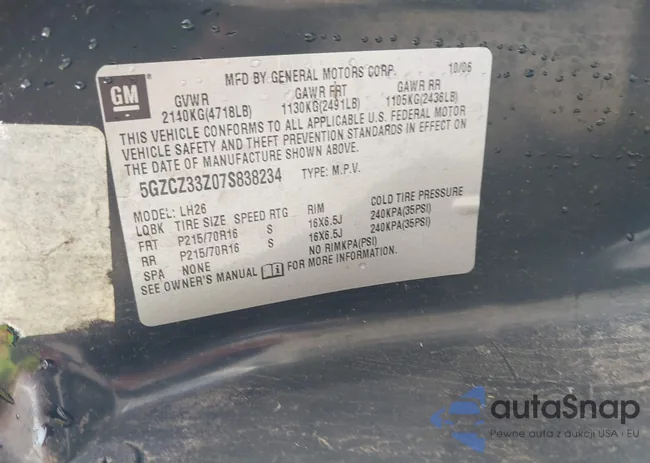 GM
MFD BY GENERAL MOTORS CORP. 10/06
GVWR GAWR FRT GAWR RR
2140KG(4718LB) 1130KG(2491LB) 1105KG(2436LB)
THIS VEHICLE CONFORMS TO ALL APPLICABLE U.S. FEDERAL MOTOR
VEHICLE SAFETY AND THEFT PREVENTION STANDARDS IN EFFECT ON
THE DATE OF MANUFACTURE SHOWN ABOVE.
5GZCZ33Z07S838234 TYPE: M.P.V.
MODEL: LH26
LQBK TIRE SIZE SPEED RTG RIM COLD TIRE PRESSURE
FRT P215/70R16 S 16X6.5J 240KPA(35PSI)
RR P215/70R16 S 16X6.5J 240KPA(35PSI)
SPA NONE NO RIMKPA(PSI)
SEE OWNER'S MANUAL FOR MORE INFORMATION.
autaSnap
Pewne auta z aukcji USA i EU